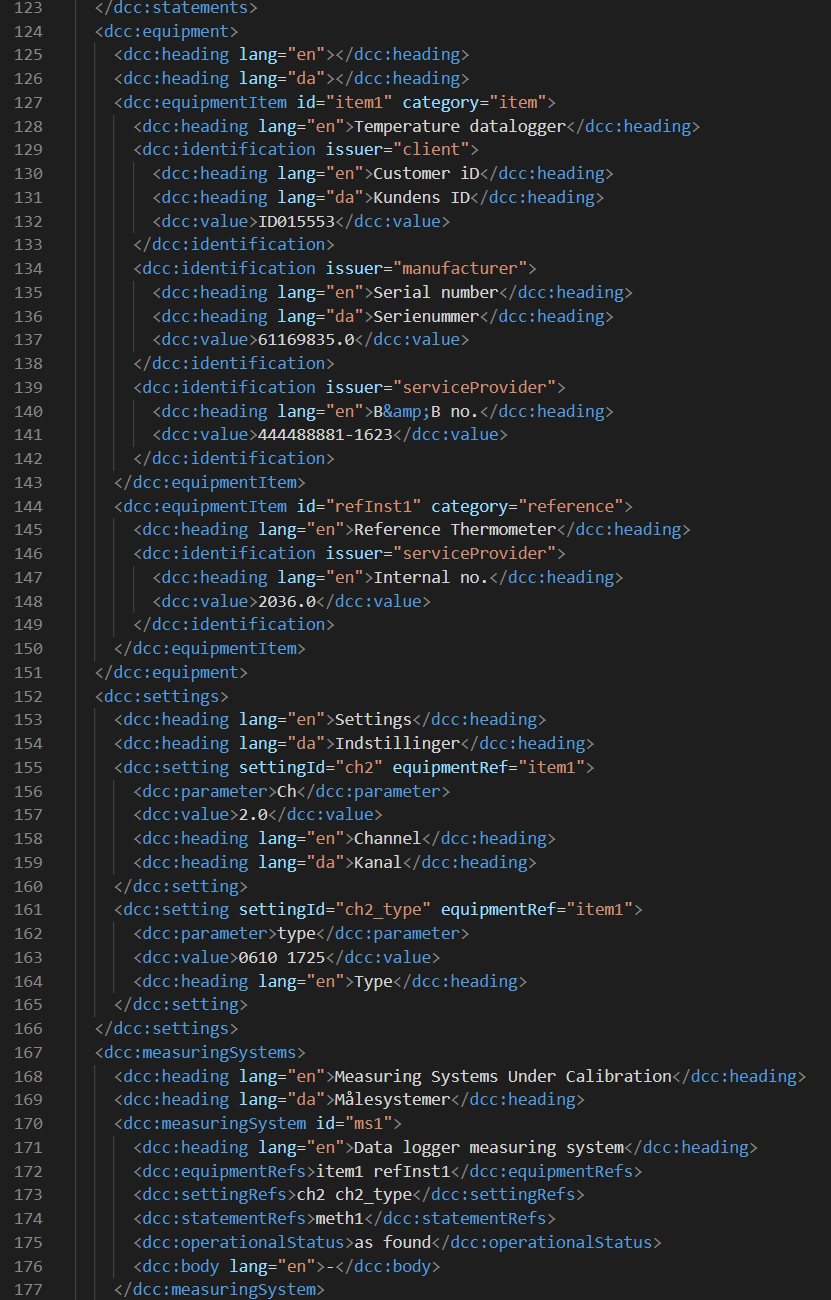 123 </dcc:statements>
124 <dcc:equipment>
125 <dcc:heading lang="en"></dcc:heading>
126 <dcc:heading lang="da"></dcc:heading>
127 <dcc:equipmentItem id="item1" category="item">
128 <dcc:heading lang="en">Temperature datalogger</dcc:heading>
129 <dcc:identification issuer="client">
130 <dcc:heading lang="en">Customer iD</dcc:heading>
131 <dcc:heading lang="da">Kundens ID</dcc:heading>
132 <dcc:value>ID015553</dcc:value>
133 </dcc:identification>
134 <dcc:identification issuer="manufacturer">
135 <dcc:heading lang="en">Serial number</dcc:heading>
136 <dcc:heading lang="da">Serienummer</dcc:heading>
137 <dcc:value>61169835.0</dcc:value>
138 </dcc:identification>
139 <dcc:identification issuer="serviceProvider">
140 <dcc:heading lang="en">B&amp;B no.</dcc:heading>
141 <dcc:value>444488881-1623</dcc:value>
142 </dcc:identification>
143 </dcc:equipmentItem>
144 <dcc:equipmentItem id="refInst1" category="reference">
145 <dcc:heading lang="en">Reference Thermometer</dcc:heading>
146 <dcc:identification issuer="serviceProvider">
147 <dcc:heading lang="en">Internal no.</dcc:heading>
148 <dcc:value>2036.0</dcc:value>
149 </dcc:identification>
150 </dcc:equipmentItem>
151 </dcc:equipment>
152 <dcc:settings>
153 <dcc:heading lang="en">Settings</dcc:heading>
154 <dcc:heading lang="da">Indstillinger</dcc:heading>
155 <dcc:setting settingId="ch2" equipmentRef="item1">
156 <dcc:parameter>Ch</dcc:parameter>
157 <dcc:value>2.0</dcc:value>
158 <dcc:heading lang="en">Channel</dcc:heading>
159 <dcc:heading lang="da">Kanal</dcc:heading>
160 </dcc:setting>
161 <dcc:setting settingId="ch2_type" equipmentRef="item1">
162 <dcc:parameter>type</dcc:parameter>
163 <dcc:value>0610 1725</dcc:value>
164 <dcc:heading lang="en">Type</dcc:heading>
165 </dcc:setting>
166 </dcc:settings>
167 <dcc:measuringSystems>
168 <dcc:heading lang="en">Measuring Systems Under Calibration</dcc:heading>
169 <dcc:heading lang="da">Målesystemer</dcc:heading>
170 <dcc:measuringSystem id="ms1">
171 <dcc:heading lang="en">Data logger measuring system</dcc:heading>
172 <dcc:equipmentRefs>item1 refInst1</dcc:equipmentRefs>
173 <dcc:settingRefs>ch2 ch2_type</dcc:settingRefs>
174 <dcc:statementRefs>meth1</dcc:statementRefs>
175 <dcc:operationalStatus>as found</dcc:operationalStatus>
176 <dcc:body lang="en">-</dcc:body>
177 </dcc:measuringSystem>